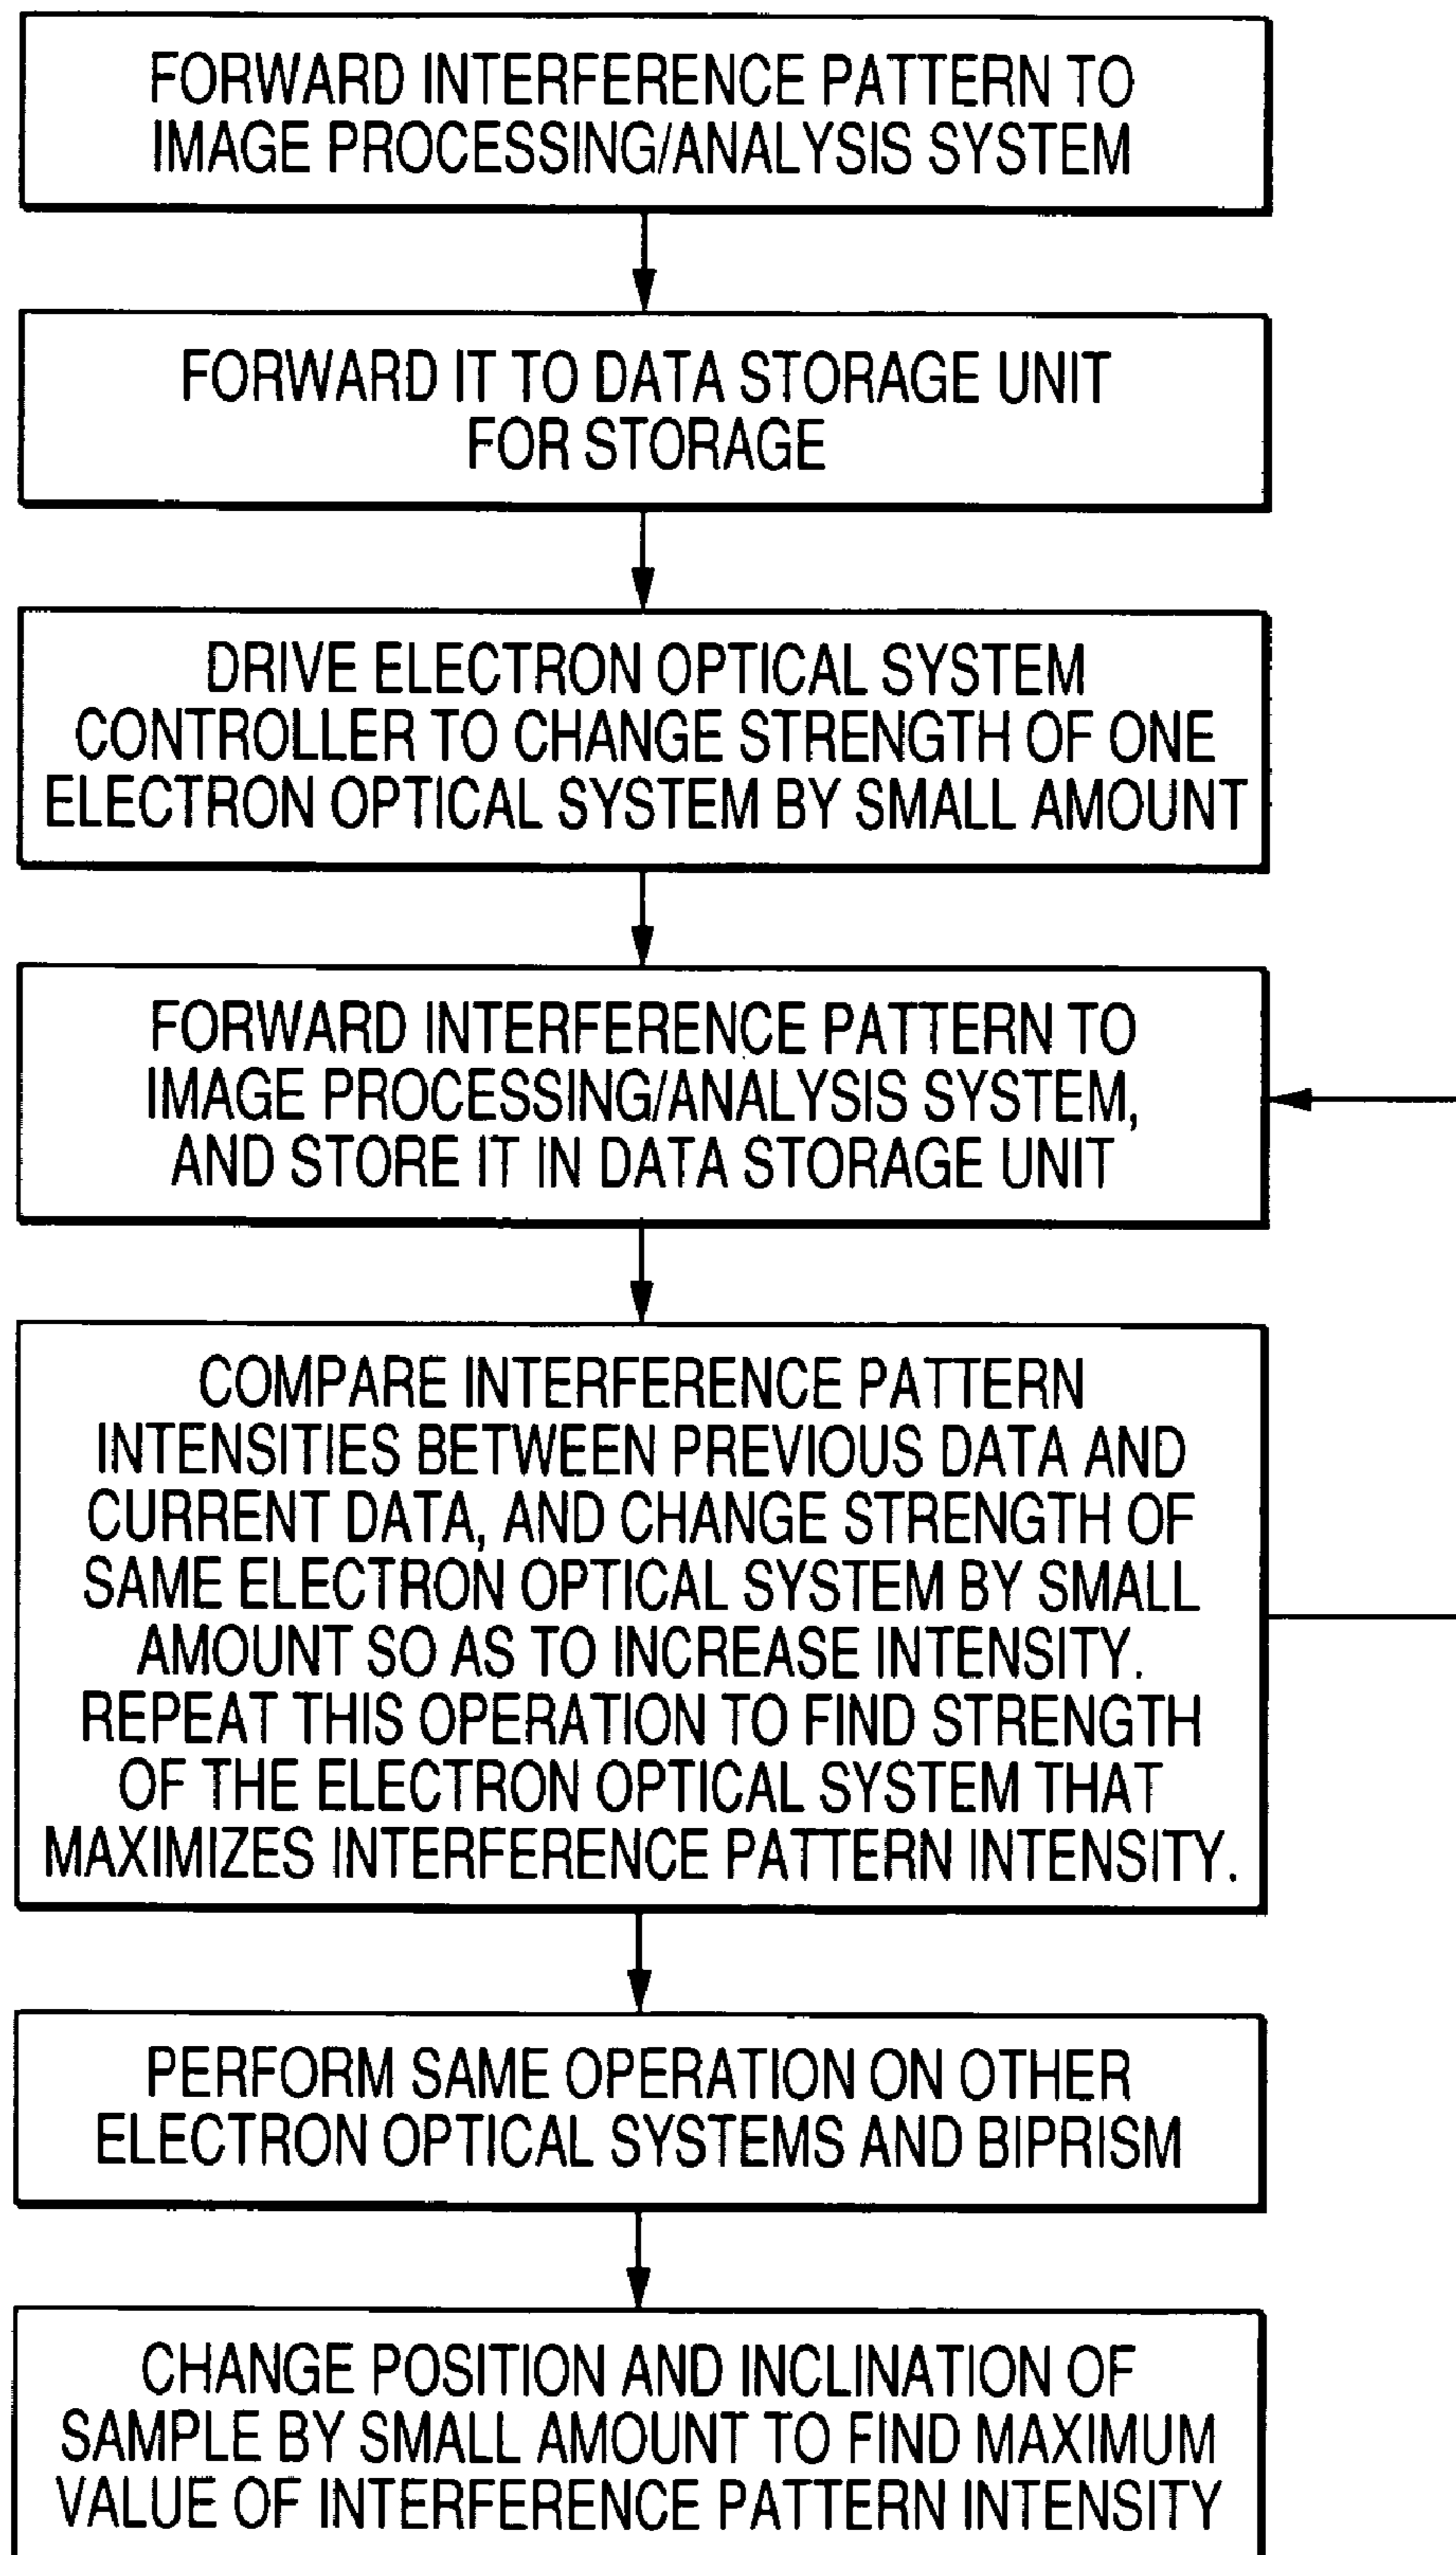 FORWARD INTERFERENCE PATTERN TO
IMAGE PROCESSING/ANALYSIS SYSTEM
FORWARD IT TO DATA STORAGE UNIT
FOR STORAGE
DRIVE ELECTRON OPTICAL SYSTEM
CONTROLLER TO CHANGE STRENGTH OF ONE
ELECTRON OPTICAL SYSTEM BY SMALL AMOUNT
FORWARD INTERFERENCE PATTERN TO
IMAGE PROCESSING/ANALYSIS SYSTEM,
AND STORE IT IN DATA STORAGE UNIT
COMPARE INTERFERENCE PATTERN
INTENSITIES BETWEEN PREVIOUS DATA AND
CURRENT DATA, AND CHANGE STRENGTH OF
SAME ELECTRON OPTICAL SYSTEM BY SMALL
AMOUNT SO AS TO INCREASE INTENSITY.
REPEAT THIS OPERATION TO FIND STRENGTH
OF THE ELECTRON OPTICAL SYSTEM THAT
MAXIMIZES INTERFERENCE PATTERN INTENSITY.
PERFORM SAME OPERATION ON OTHER
ELECTRON OPTICAL SYSTEMS AND BIPRISM
CHANGE POSITION AND INCLINATION OF
SAMPLE BY SMALL AMOUNT TO FIND MAXIMUM
VALUE OF INTERFERENCE PATTERN INTENSITY